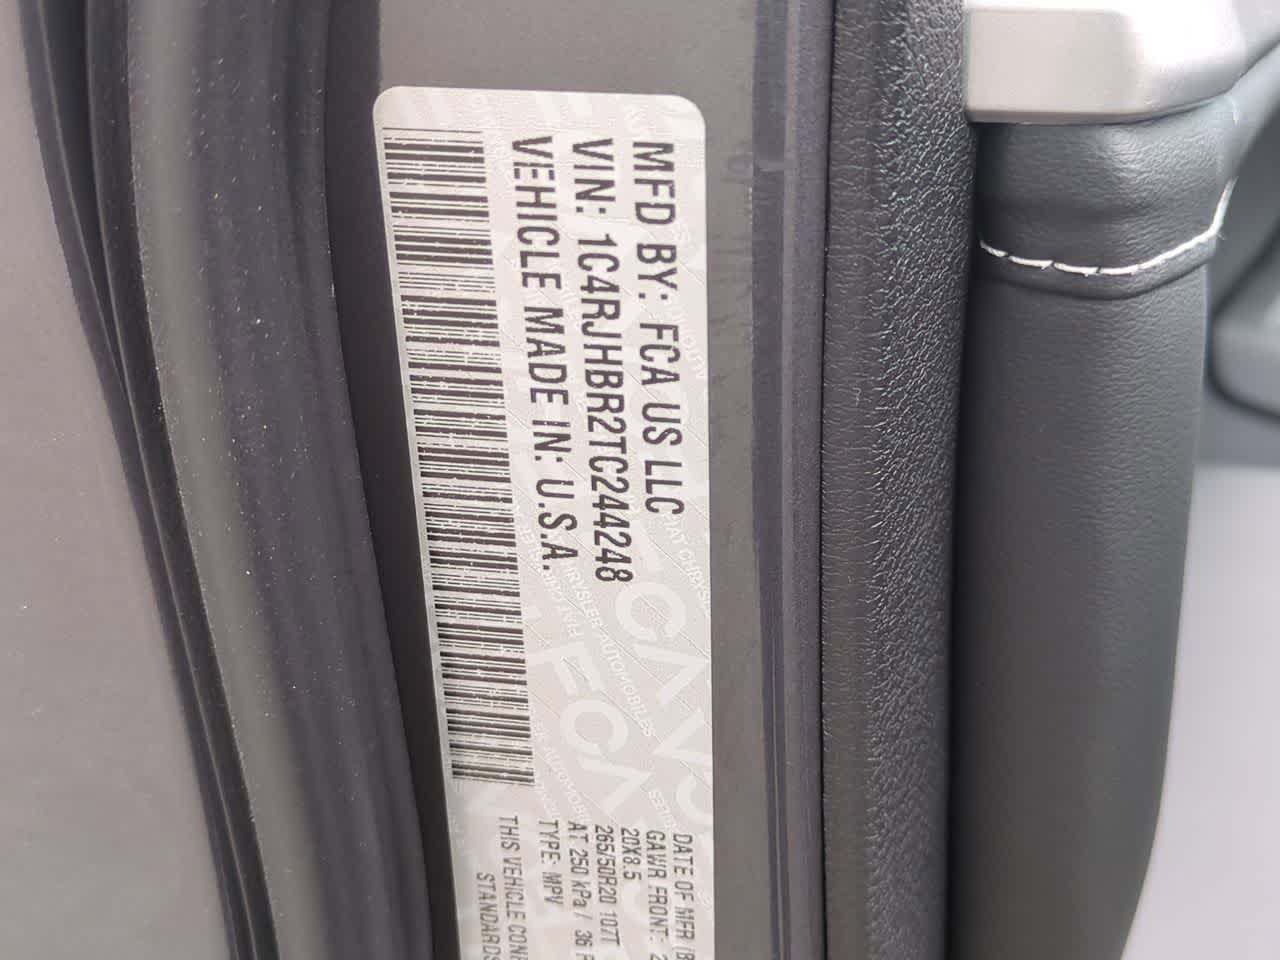 MFD BY: FCA US LLC
VIN: 1C4RJHBR2TC244248
VEHICLE MADE IN: U.S.A.
DATE OF MFR
GAWR FRONT: 2
20X8.5
265/50R20 107T
AT 250 kPa / 36
TYPE: MPV
THIS VEHICLE
STANDARDS